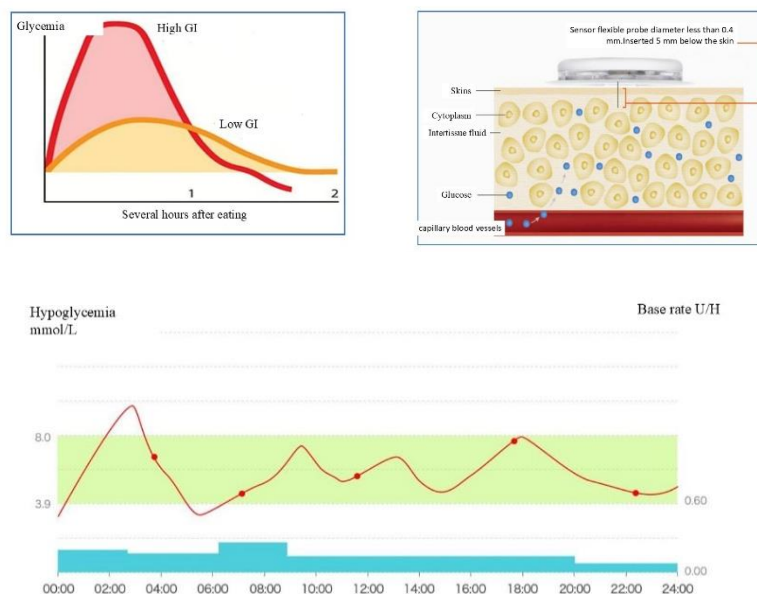 Glycemia
High GI
Low GI
1
2
Several hours after eating
Sensor flexible probe diameter less than 0.4
mm.Inserted 5 mm below the skin
Skins
Cytoplasm
Intertissue fluid
Glucose
capillary blood vessels
Hypoglycemia
mmol/L
Base rate U/H
8.0
3.9
0.60
0.00
00:00 02:00 04:00 06:00 08:00 10:00 12:00 14:00 16:00 18:00 20:00 22:00 24:00